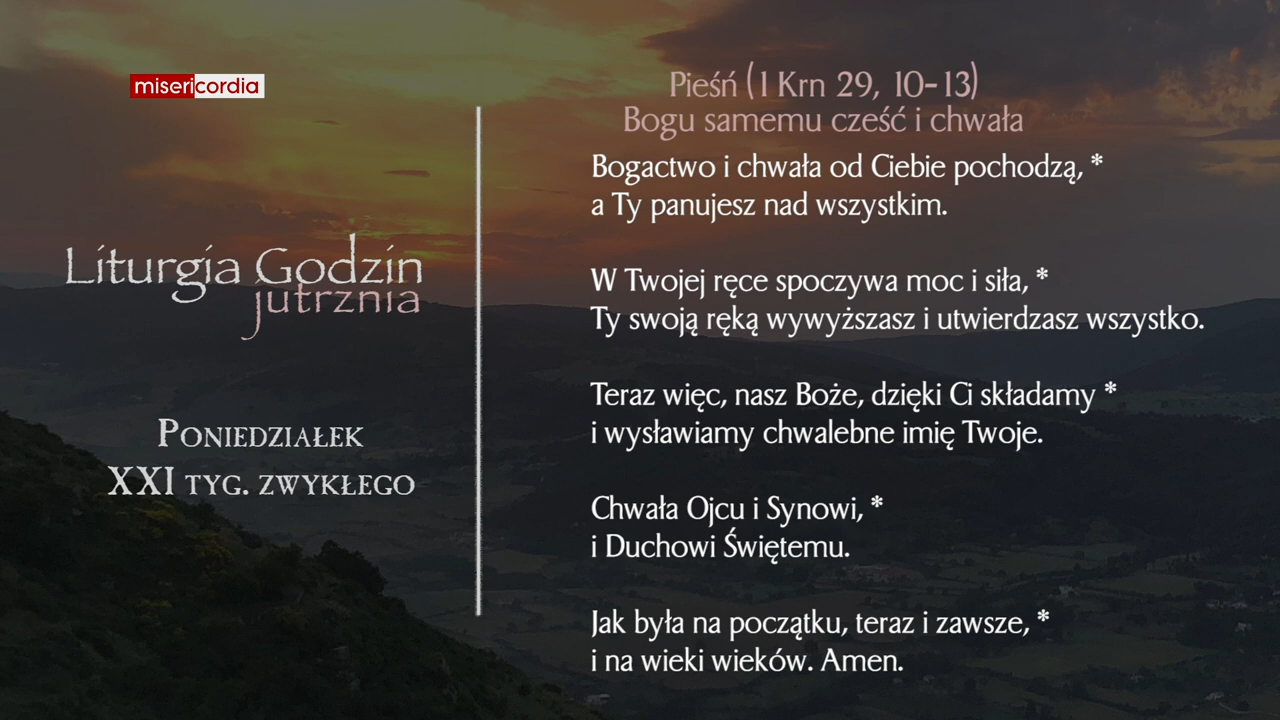 misericordia
Liturgia Godzin
jutrznia
Poniedziałek
XXI tyg. zwykłego
Pieśń (1 Krn 29, 10-13)
Bogu samemu cześć i chwała
Bogactwo i chwała od Ciebie pochodzą, *
a Ty panujesz nad wszystkim.
W Twojej ręce spoczywa moc i siła, *
Ty swoją ręką wywyższasz i utwierdzasz wszystko.
Teraz więc, nasz Boże, dzięki Ci składamy *
i wysławiamy chwalebne imię Twoje.
Chwała Ojcu i Synowi, *
i Duchowi Świętemu.
Jak była na początku, teraz i zawsze, *
i na wieki wieków. Amen.